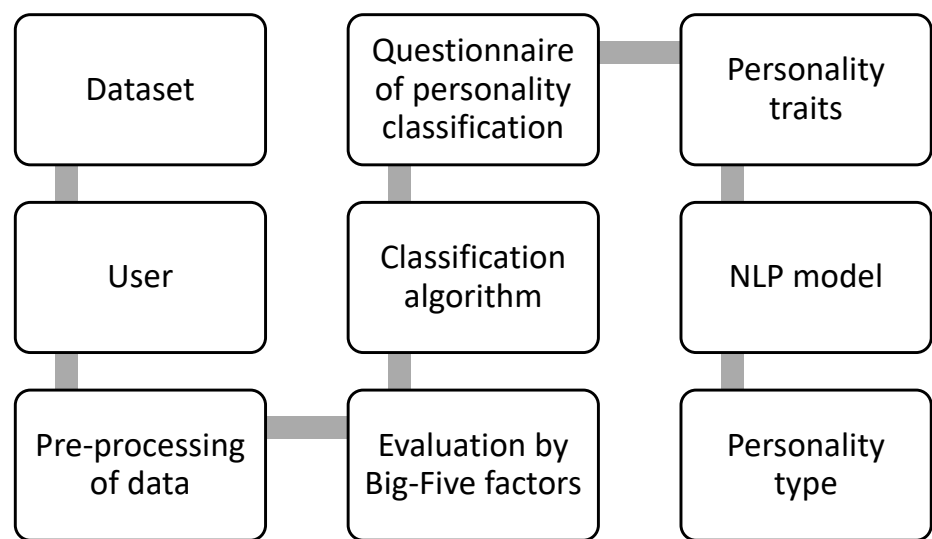 Dataset
User
Pre-processing
of data
Evaluation by
Big-Five factors
Classification
algorithm
Questionnaire
of personality
classification
Personality
traits
NLP model
Personality
type